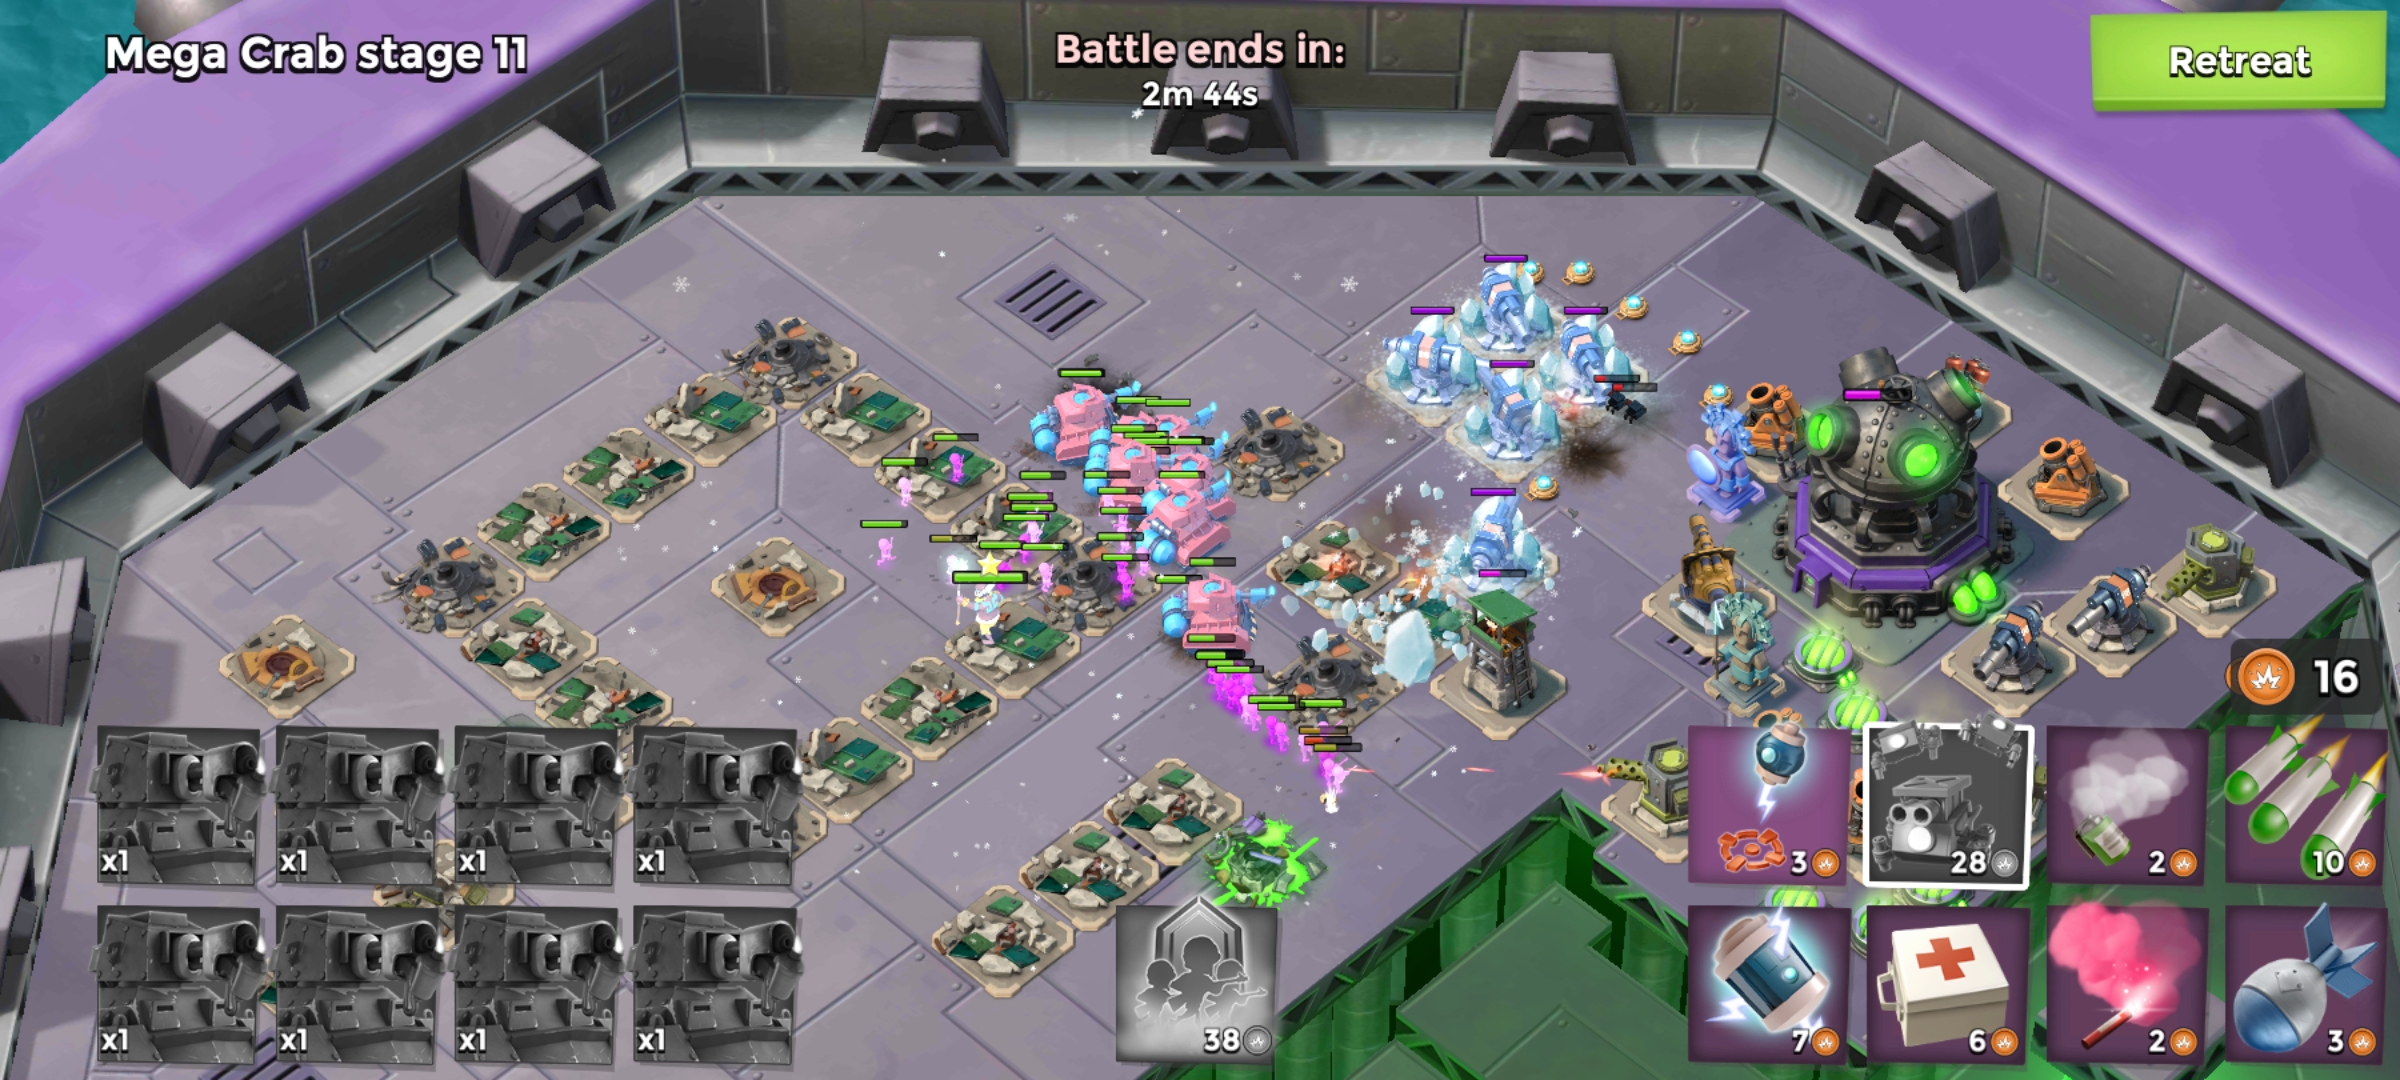 Mega Crab stage 11
Battle ends in:
2m 44s
Retreat
16
x1
x1
x1
x1
3
28
2
10
x1
x1
x1
x1
38
7
6
2
3